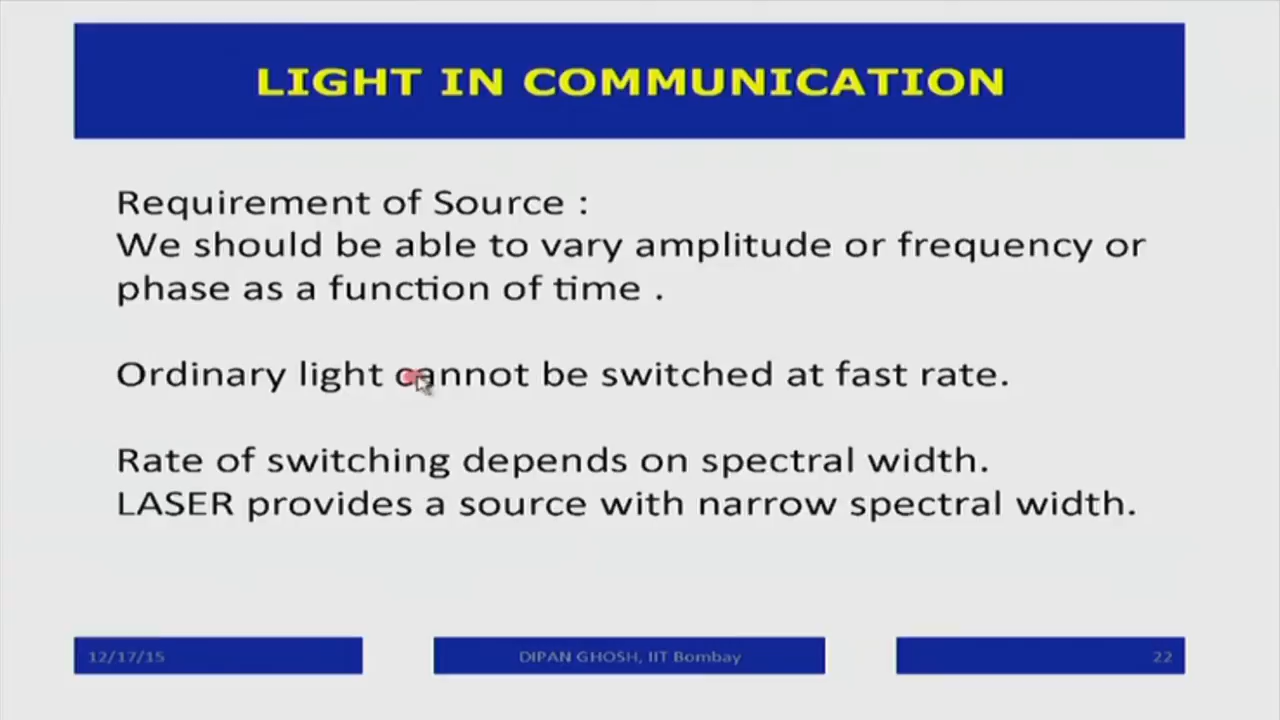 LIGHT IN COMMUNICATION
Requirement of Source :
We should be able to vary amplitude or frequency or
phase as a function of time .
Ordinary light cannot be switched at fast rate.
Rate of switching depends on spectral width.
LASER provides a source with narrow spectral width.
12/17/15
DIPAN GHOSH, IIT Bombay
22